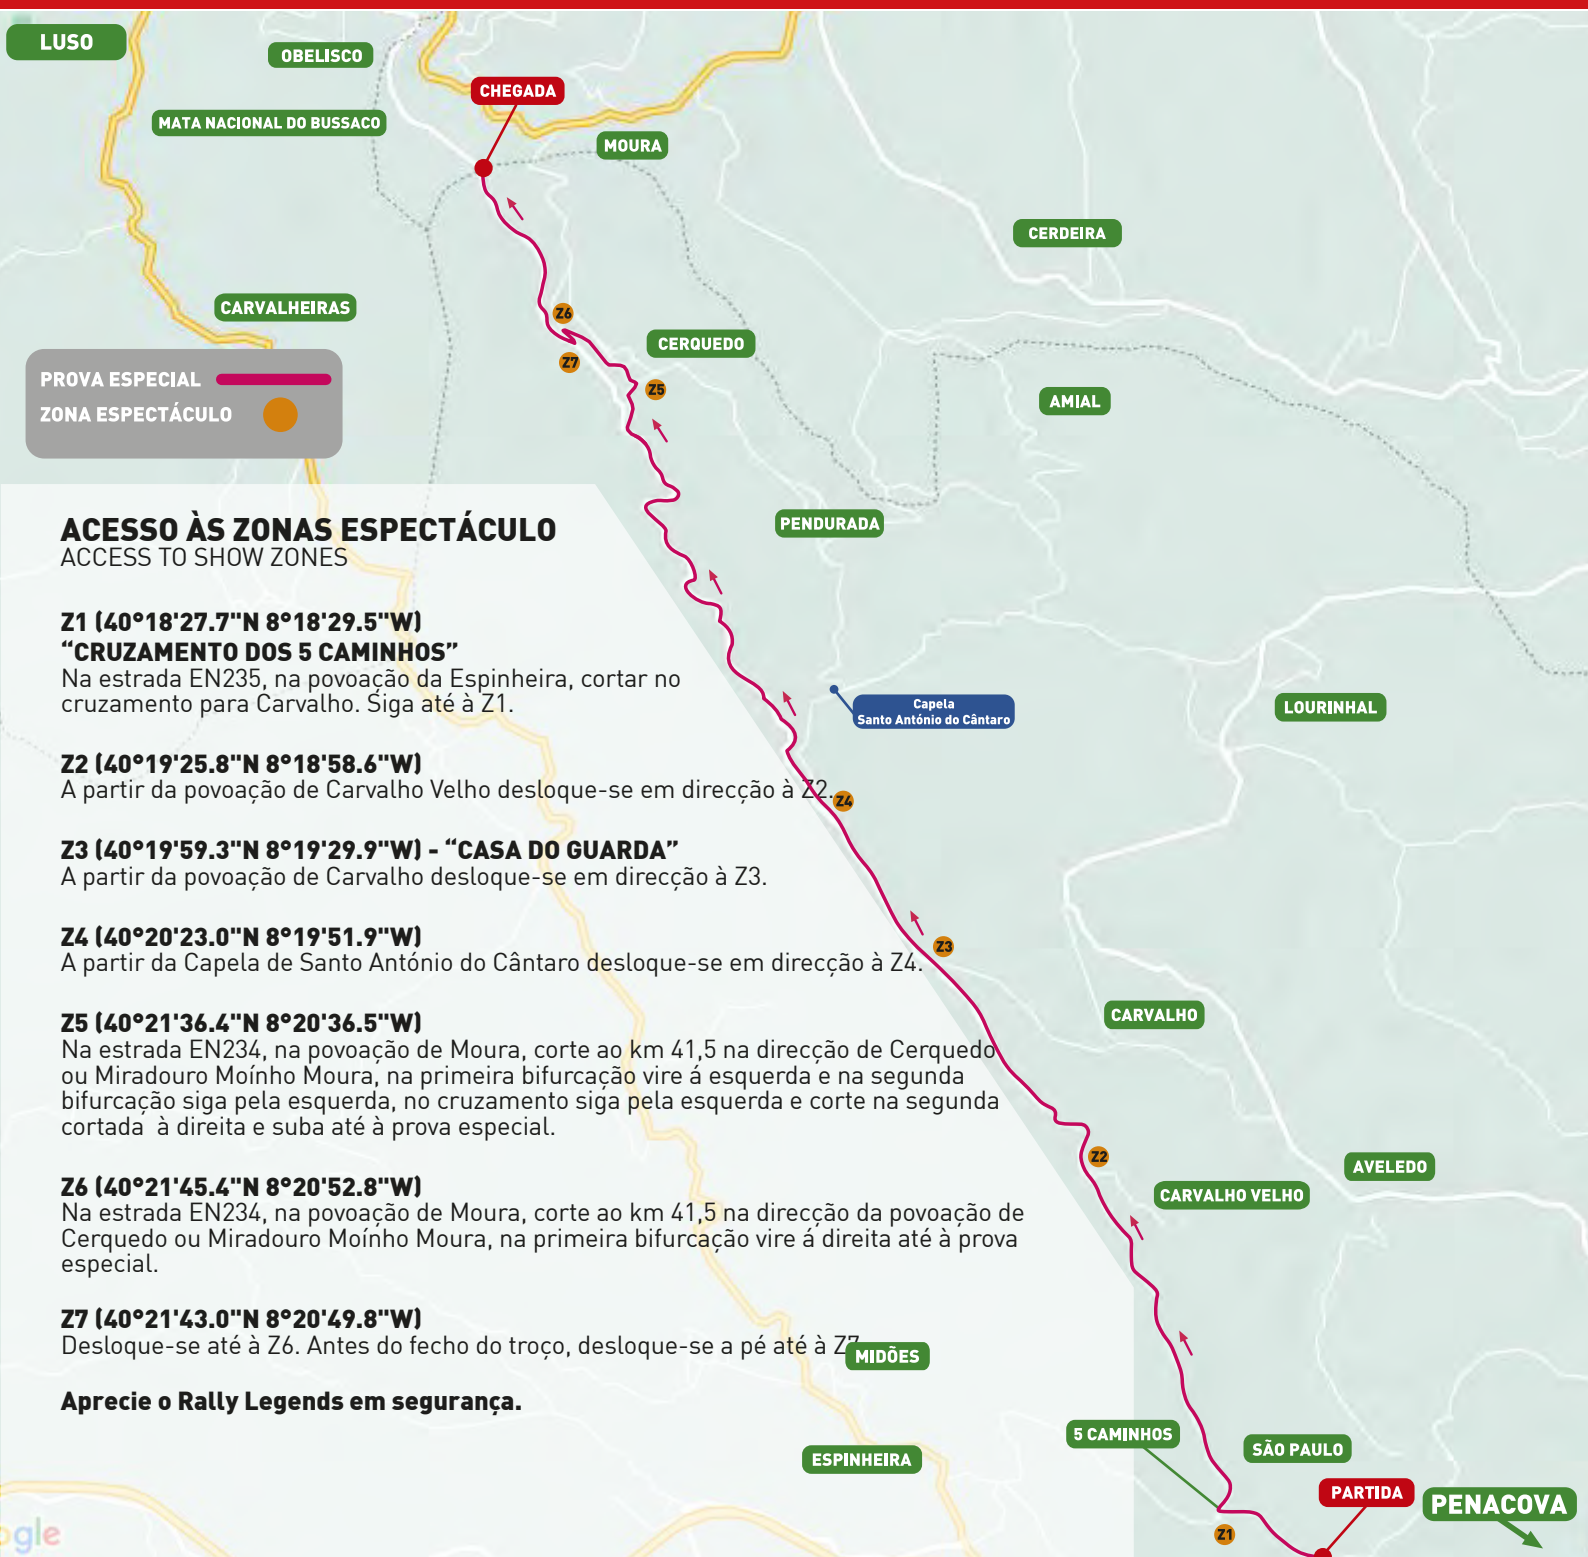 LUSO
OBELISCO
CHEGADA
MATA NACIONAL DO BUSSACO
MOURA
CERDEIRA
CARVALHEIRAS
Z6
CERQUEDO
Z7
PROVA ESPECIAL
Z5
AMIAL
ZONA ESPECTÁCULO
PENDURADA
ACESSO ÀS ZONAS ESPECTÁCULO
ACCESS TO SHOW ZONES
Z1 (40°18'27.7"N 8°18'29.5"W)
“CRUZAMENTO DOS 5 CAMINHOS”
Na estrada EN235, na povoação da Espinheira, cortar no
cruzamento para Carvalho. Siga até à Z1.
Capela
Santo António do Cântaro
LOURINHAL
Z2 (40°19'25.8"N 8°18'58.6"W)
A partir da povoação de Carvalho Velho desloque-se em direcção à Z2.
Z4
Z3 (40°19'59.3"N 8°19'29.9"W) - “CASA DO GUARDA”
A partir da povoação de Carvalho desloque-se em direcção à Z3.
Z4 (40°20'23.0"N 8°19'51.9"W)
A partir da Capela de Santo António do Cântaro desloque-se em direcção à Z4.
Z3
CARVALHO
Z5 (40°21'36.4"N 8°20'36.5"W)
Na estrada EN234, na povoação de Moura, corte ao km 41,5 na direcção de Cerquedo
ou Miradouro Moínho Moura, na primeira bifurcação vire á esquerda e na segunda
bifurcação siga pela esquerda, no cruzamento siga pela esquerda e corte na segunda
cortada  à direita e suba até à prova especial.
Z2
AVELEDO
CARVALHO VELHO
Z6 (40°21'45.4"N 8°20'52.8"W)
Na estrada EN234, na povoação de Moura, corte ao km 41,5 na direcção da povoação de
Cerquedo ou Miradouro Moínho Moura, na primeira bifurcação vire á direita até à prova
especial.
Z7 (40°21'43.0"N 8°20'49.8"W)
Desloque-se até à Z6. Antes do fecho do troço, desloque-se a pé até à Z7
MIDÕES
Aprecie o Rally Legends em segurança.
5 CAMINHOS
SÃO PAULO
ESPINHEIRA
PARTIDA
PENACOVA
Z1
ogle